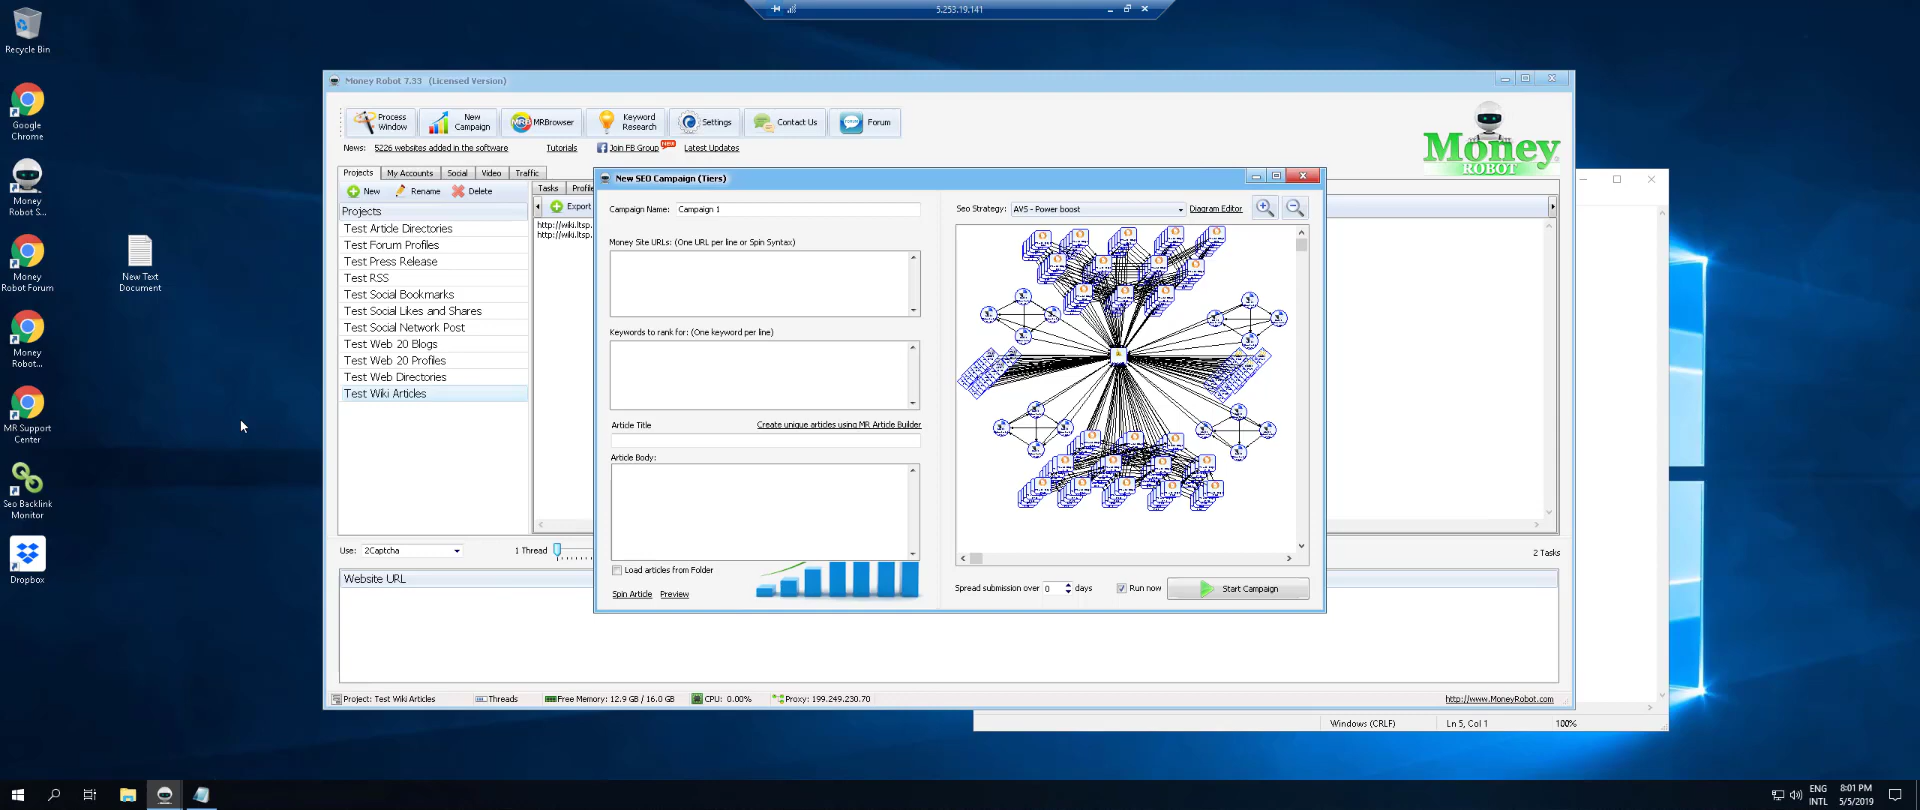 5.253.19.141
Recycle Bin
Google
Chrome
Money
Robot S...
Money
Robot Forum
Money
Robot...
MR Support
Center
Seo Backlink
Monitor
Dropbox
New Text
Document
Money Robot 7.33 (Licensed Version)
Process
Window
New
Campaign
MRBrowser
Keyword
Research
Settings
Contact Us
Forum
News: 5226 websites added in the software
Tutorials
Join FB Group
Latest Updates
Money
ROBOT
Projects
My Accounts
Social
Video
Traffic
New
Rename
Delete
Projects
Test Article Directories
Test Forum Profiles
Test Press Release
Test RSS
Test Social Bookmarks
Test Social Likes and Shares
Test Social Network Post
Test Web 20 Blogs
Test Web 20 Profiles
Test Web Directories
Test Wiki Articles
Tasks
Profile
Export
http://wiki.ltsp.
http://wiki.ltsp.
New SEO Campaign (Tiers)
Campaign Name: Campaign 1
Money Site URLs: (One URL per line or Spin Syntax)
Keywords to rank for: (One keyword per line)
Article Title
Create unique articles using MR Article Builder
Article Body:
Load articles from Folder
Spin Article
Preview
Seo Strategy: AV5 - Power boost
Diagram Editor
Spread submission over 0 days
Run now
Start Campaign
Use: 2Captcha
1 Thread
2 Tasks
Website URL
Project: Test Wiki Articles
Threads
Free Memory: 12.9 GB / 16.0 GB
CPU: 0.00%
Proxy: 199.249.230.70
http://www.MoneyRobot.com
Windows (CRLF)
Ln 5, Col 1
100%
ENG
INTL
8:01 PM
5/5/2019